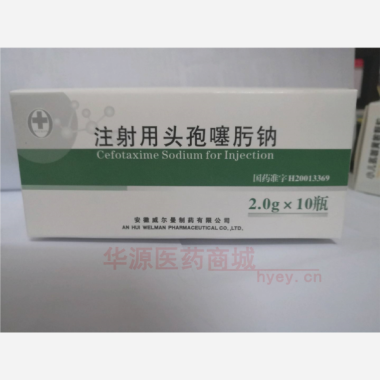 注射用头孢噻肟钠
Cefotaxime Sodium for Injection
国药准字H20013369
2.0g×10瓶
安徽威尔曼制药有限公司
AN HUI WELMAN PHARMACEUTICAL.CO.,LTD.
华源医药商城
hyey.cn